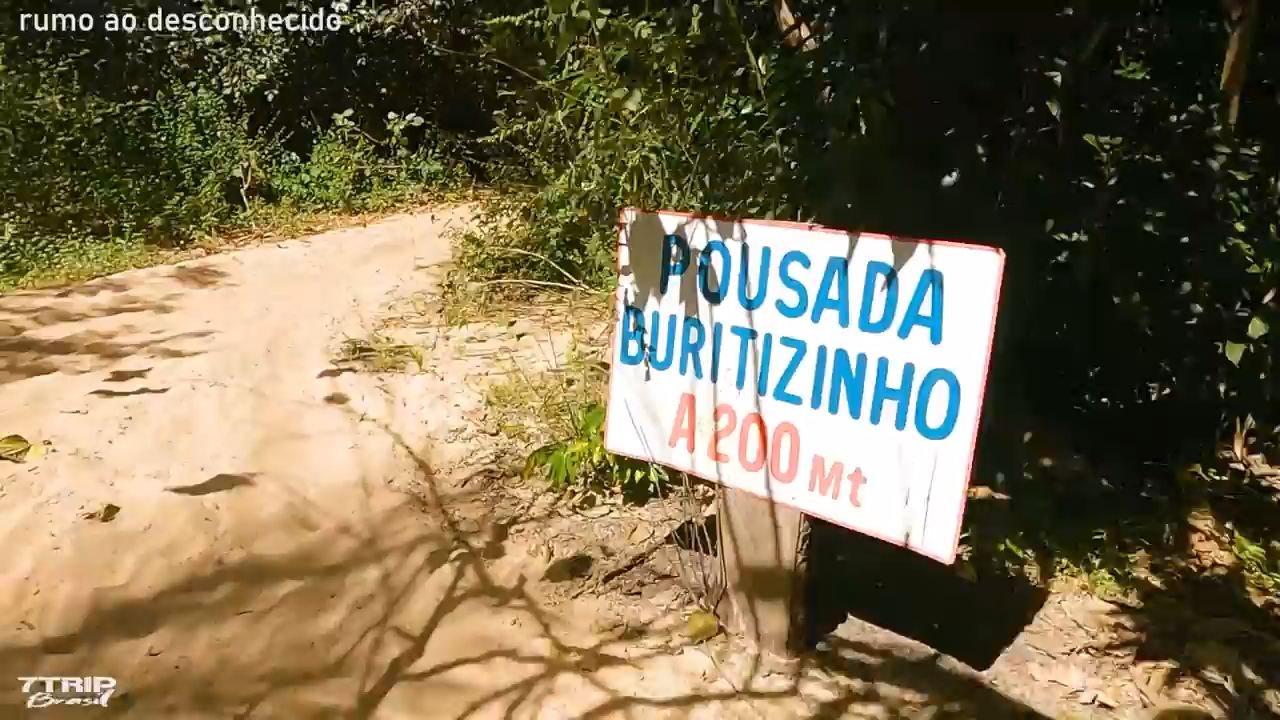 rumo ao desconhecido
POUSADA
BURITIZINHO
A 200 Mt
7TRIP
Brasil